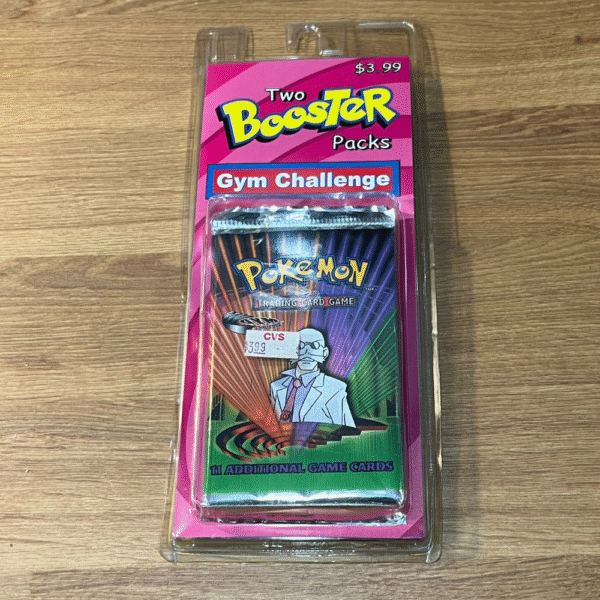 $3.99
Two
BoosTeR
Packs
Gym Challenge
POKéMON
TRADING CARD GAME
CVS
$399
11 ADDITIONAL GAME CARDS